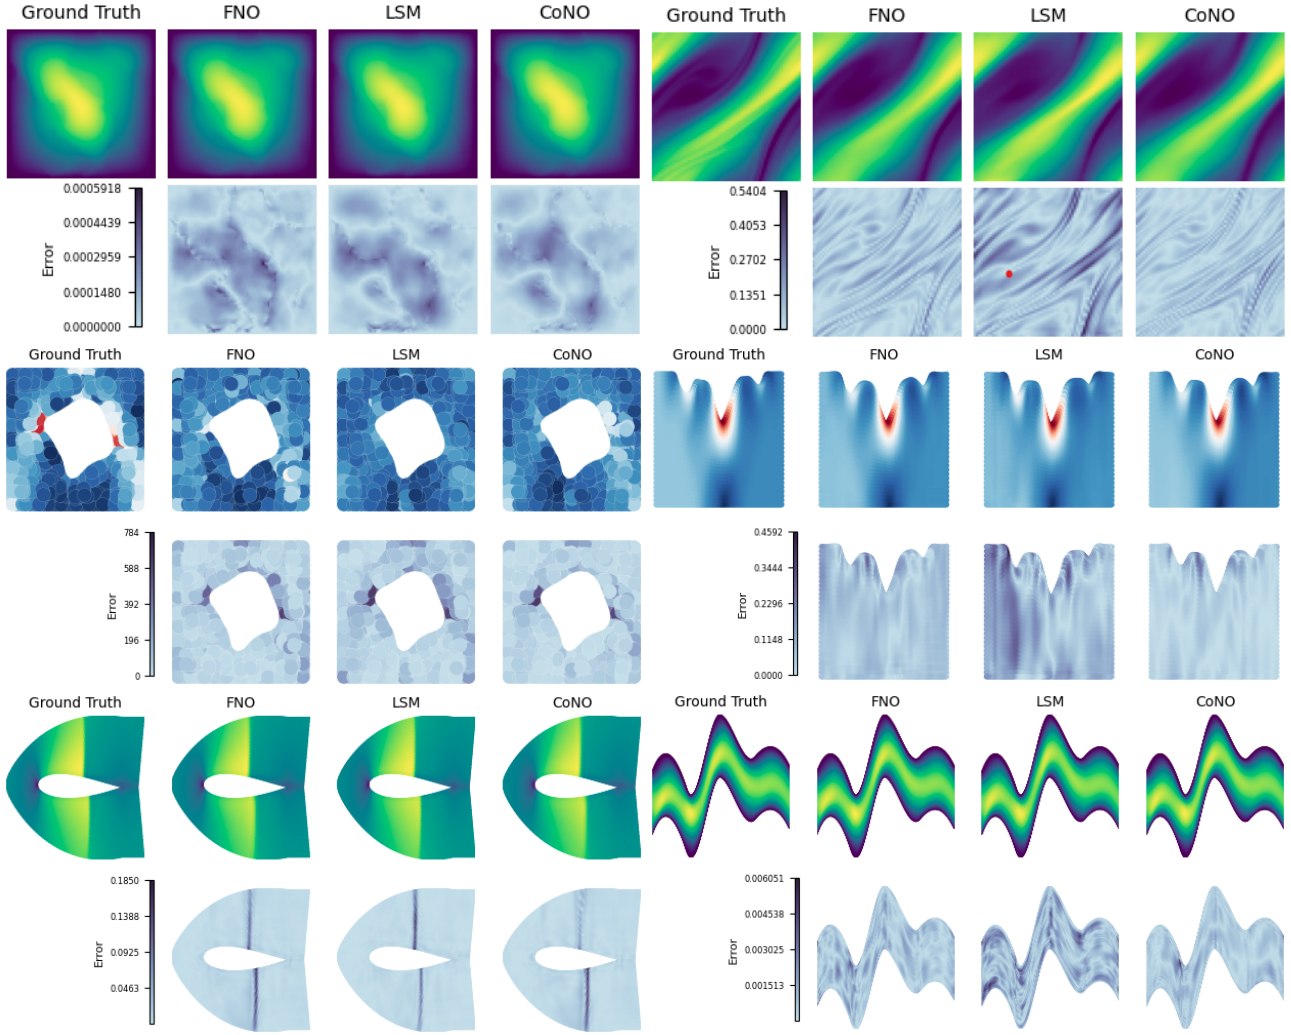 Ground Truth FNO LSM CoNO
0.0005918
0.0004439
0.0002959
0.0001480
0.0000000
Error
Ground Truth FNO LSM CoNO
0.5404
0.4053
0.2702
0.1351
0.0000
Error
Ground Truth FNO LSM CoNO
784
588
392
196
0
Error
Ground Truth FNO LSM CoNO
0.4592
0.3444
0.2296
0.1148
0.0000
Error
Ground Truth FNO LSM CoNO
0.1850
0.1388
0.0925
0.0463
Error
Ground Truth FNO LSM CoNO
0.006051
0.004538
0.003025
0.001513
Error